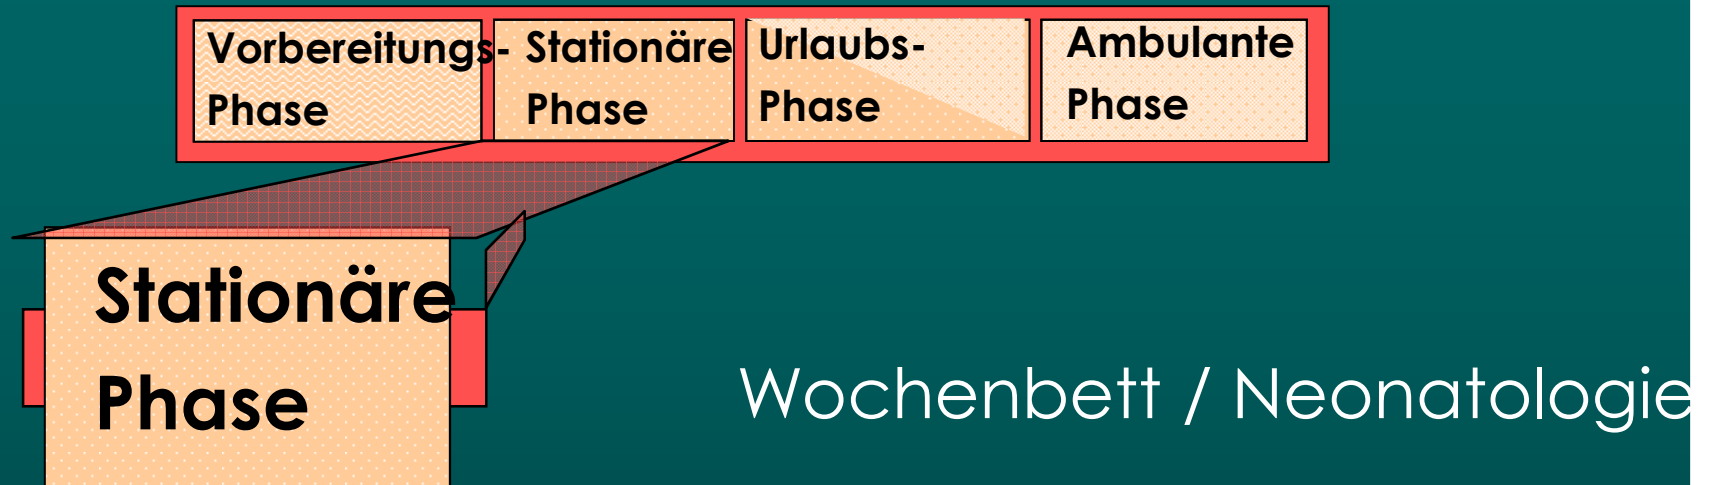 Vorbereitungs-
Phase
Stationäre
Phase
Urlaubs-
Phase
Ambulante
Phase
Stationäre
Phase
Wochenbett / Neonatologie